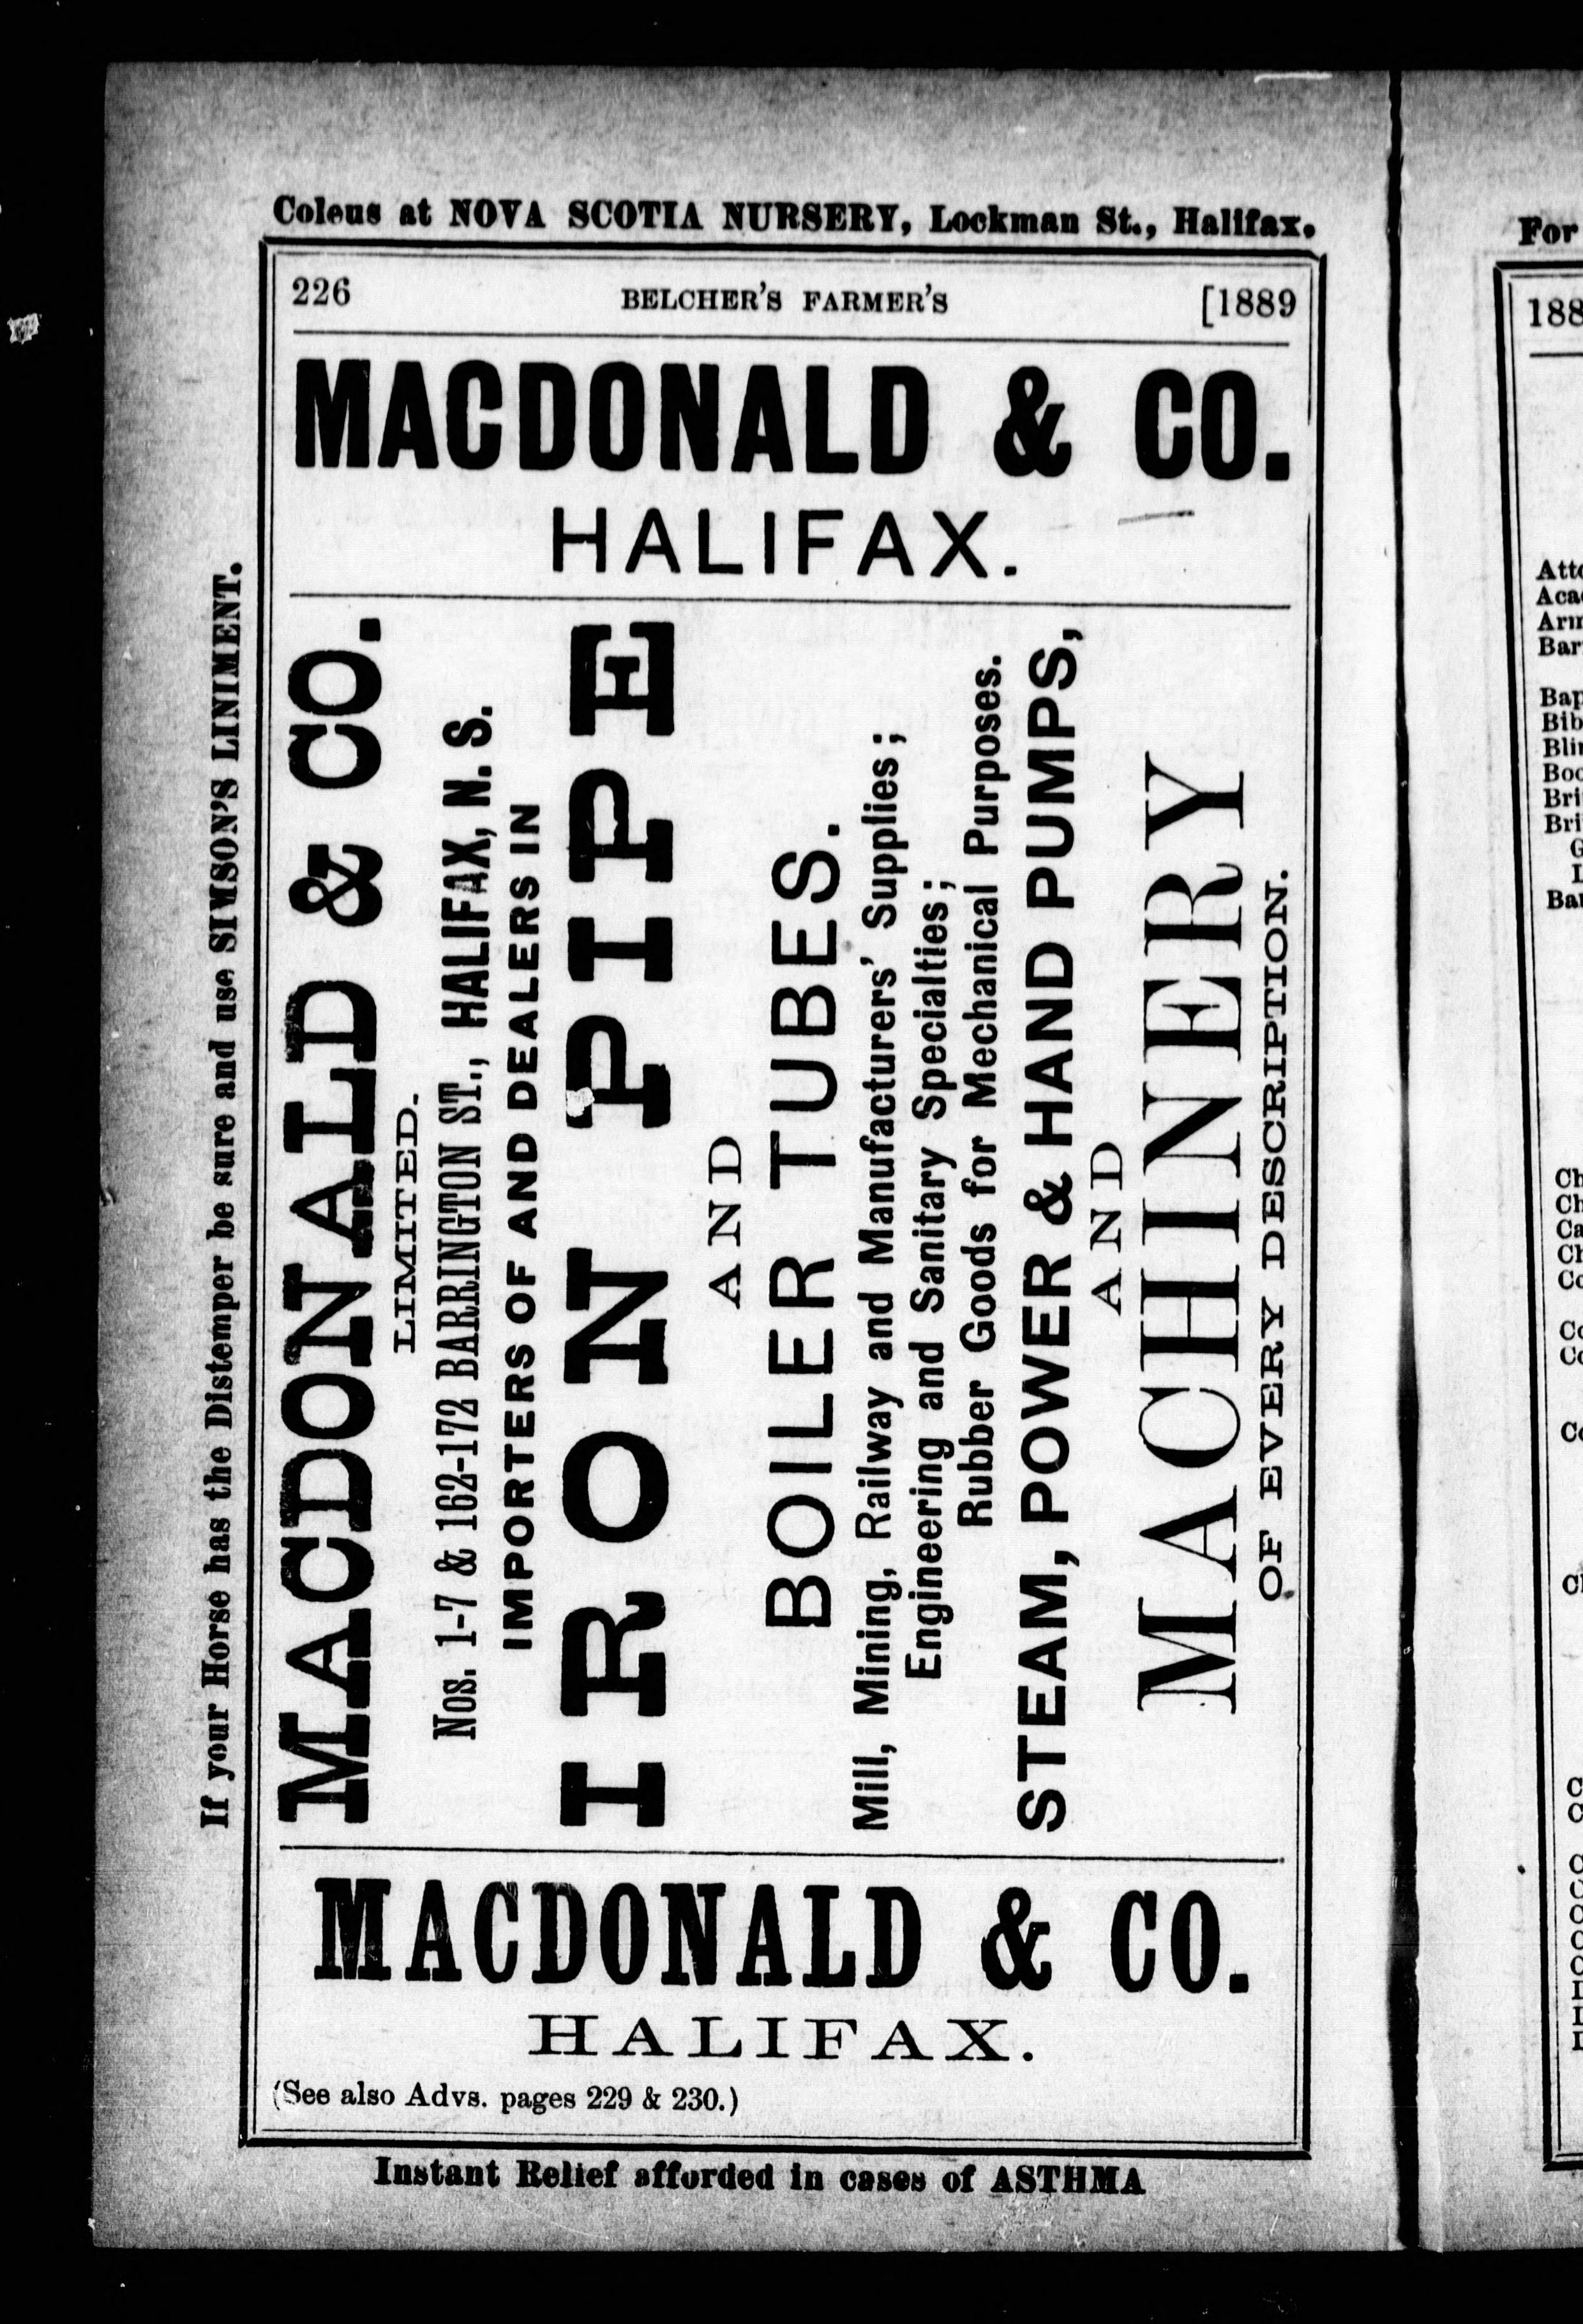 Coleus at NOVA SCOTIA NURSERY, Lockman St., Halifax.
226 BELCHER'S FARMER'S [1889
MACDONALD & CO.
HALIFAX.
MACDONALD & CO.
LIMITED.
Nos. 1-7 & 162-172 BARRINGTON ST., HALIFAX, N. S.
IMPORTERS OF AND DEALERS IN
IRON PIPE
AND
BOILER TUBES.
Mill, Mining, Railway and Manufacturers' Supplies;
Engineering and Sanitary Specialties;
Rubber Goods for Mechanical Purposes.
STEAM, POWER & HAND PUMPS,
AND
MACHINERY
OF EVERY DESCRIPTION.
MACDONALD & CO.
HALIFAX.
(See also Advs. pages 229 & 230.)
Instant Relief afforded in cases of ASTHMA
If your Horse has the Distemper be sure and use SIMSON'S LINIMENT.
For
188